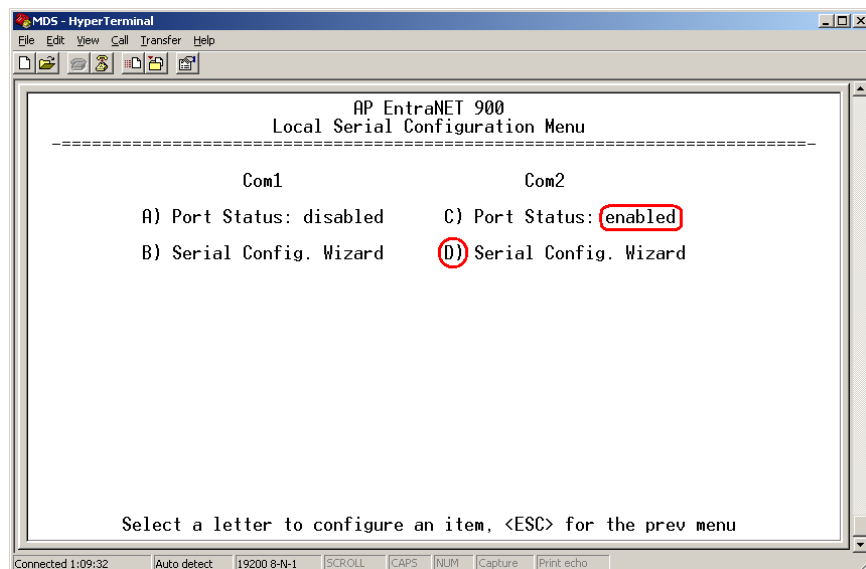 MDS - HyperTerminal
File Edit View Call Transfer Help
AP EntraNET 900
Local Serial Configuration Menu
-==========================================================================-
Com1 Com2
A) Port Status: disabled C) Port Status: enabled
B) Serial Config. Wizard D) Serial Config. Wizard
Select a letter to configure an item, <ESC> for the prev menu
Connected 1:09:32 Auto detect 19200 8-N-1 SCROLL CAPS NUM Capture Print echo